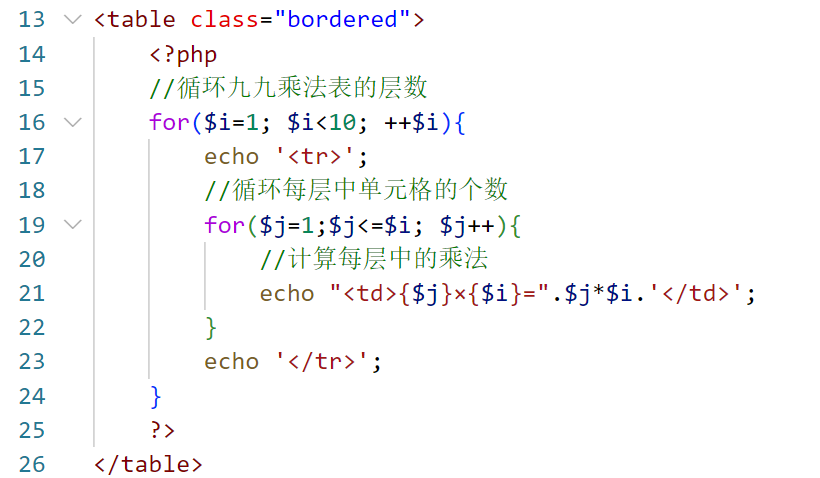 13 <table class="bordered">
14     <?php
15     //循环九九乘法表的层数
16     for($i=1; $i<10; ++$i){
17         echo '<tr>';
18         //循环每层中单元格的个数
19         for($j=1;$j<=$i; $j++){
20             //计算每层中的乘法
21             echo "<td>{$j}×{$i}=".$j*$i.'</td>';
22         }
23         echo '</tr>';
24     }
25     ?>
26 </table>